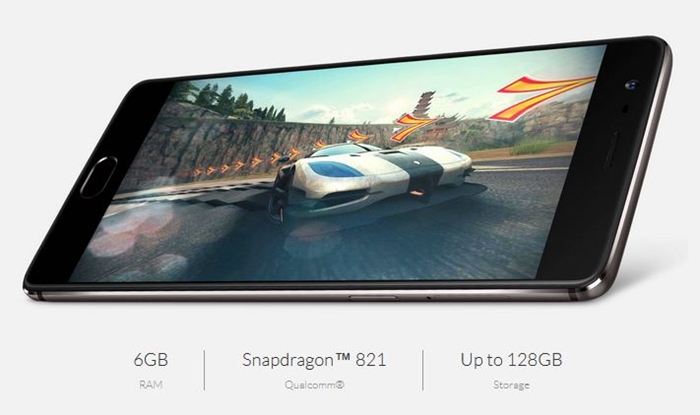 6GB
RAM
Snapdragon™ 821
Qualcomm®
Up to 128GB
Storage